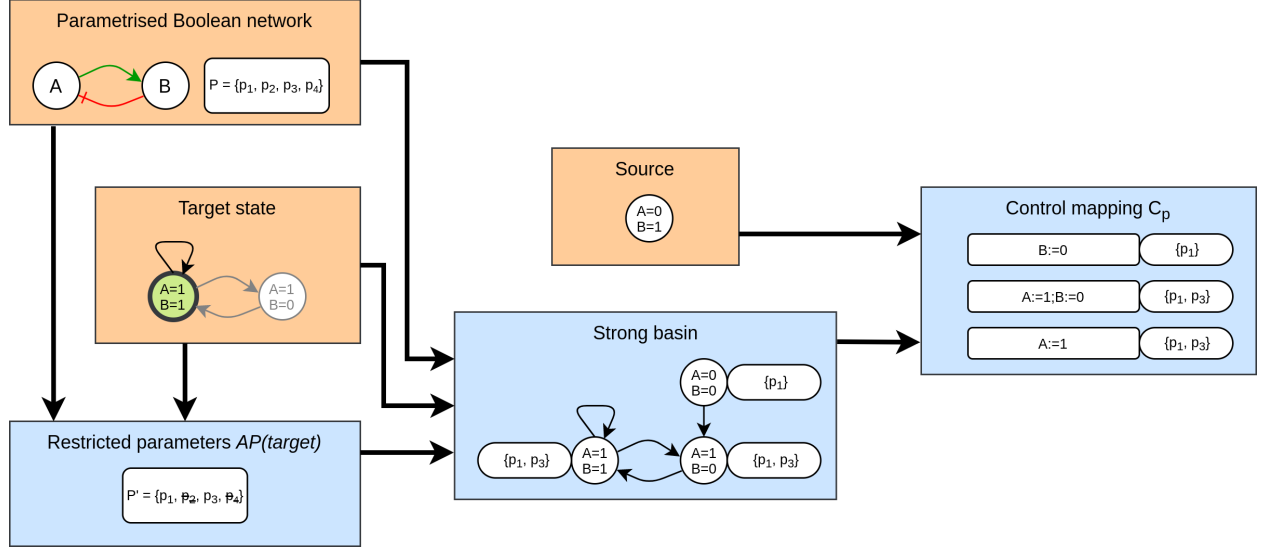 Parametrised Boolean network
A
B
P = {p1, p2, p3, p4}
Target state
A=1
B=1
A=1
B=0
Restricted parameters AP(target)
P' = {p1, p2, p3, p4}
Source
A=0
B=1
Strong basin
A=0
B=0
{p1}
{p1, p3}
A=1
B=1
A=1
B=0
{p1, p3}
Control mapping Cp
B:=0
{p1}
A:=1;B:=0
{p1, p3}
A:=1
{p1, p3}